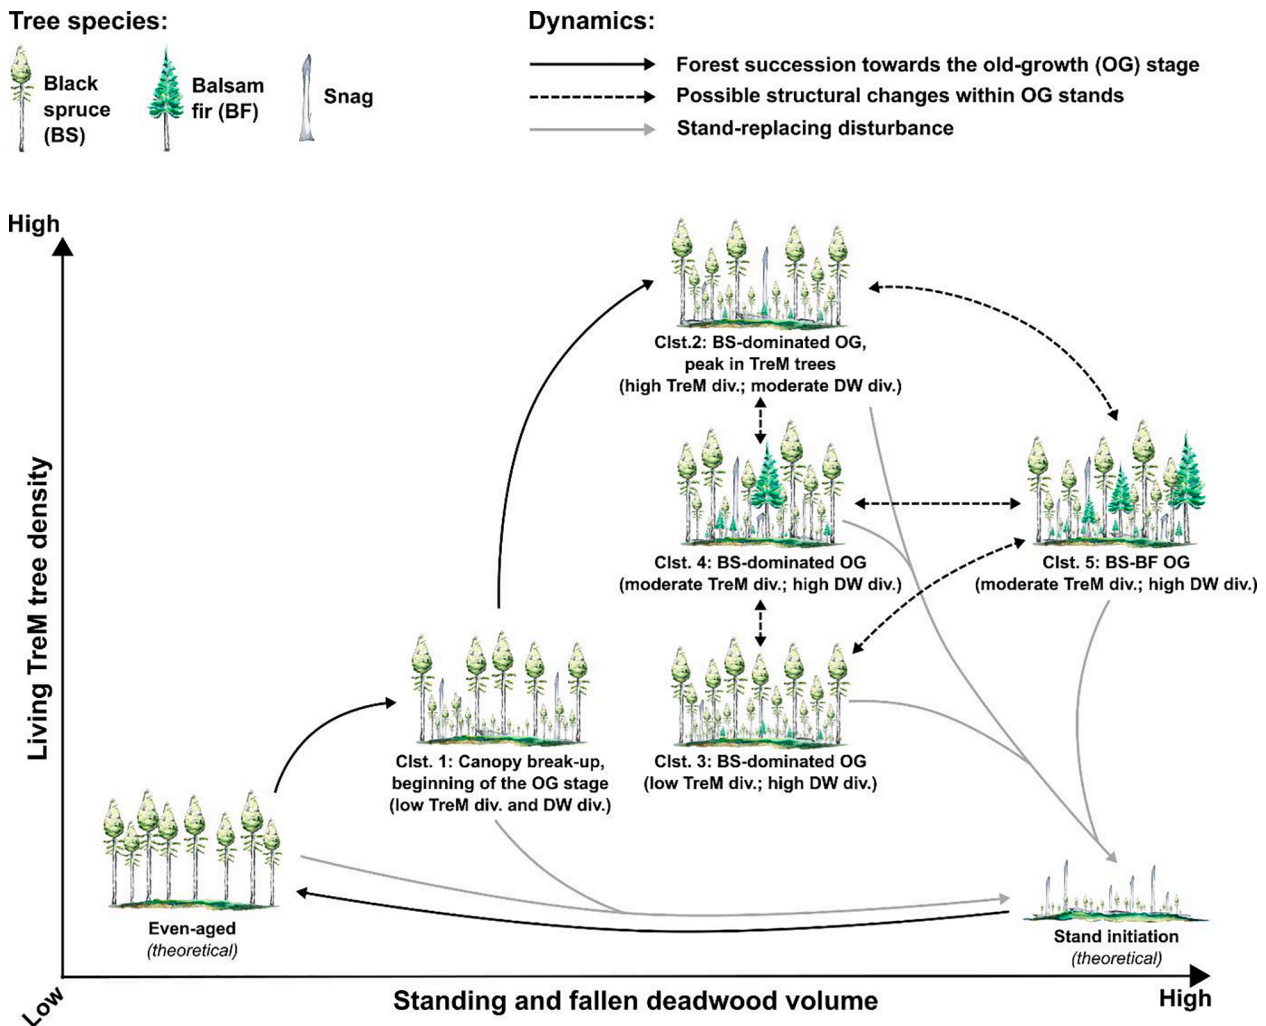 Tree species:
Black
spruce
(BS)
Balsam
fir (BF)
Snag
Dynamics:
Forest succession towards the old-growth (OG) stage
Possible structural changes within OG stands
Stand-replacing disturbance
High
Living TreM tree density
Clst.2: BS-dominated OG,
peak in TreM trees
(high TreM div.; moderate DW div.)
Clst. 4: BS-dominated OG
(moderate TreM div.; high DW div.)
Clst. 5: BS-BF OG
(moderate TreM div.; high DW div.)
Clst. 1: Canopy break-up,
beginning of the OG stage
(low TreM div. and DW div.)
Clst. 3: BS-dominated OG
(low TreM div.; high DW div.)
Even-aged
(theoretical)
Stand initiation
(theoretical)
Low
Standing and fallen deadwood volume
High